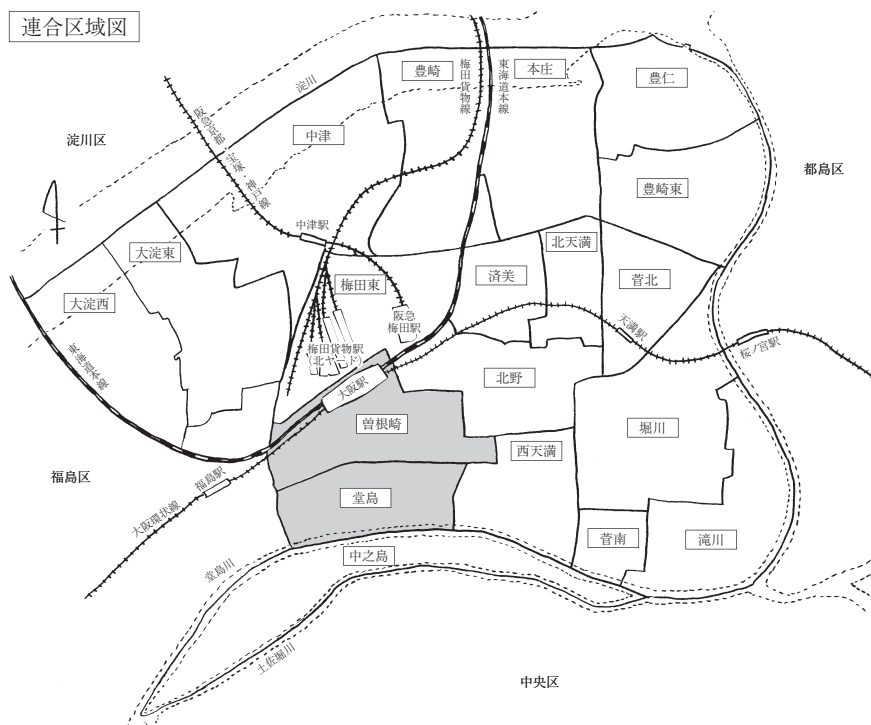 連合区域図
豊崎
梅田貨物線
東海道本線
本庄
豊仁
淀川
阪急京都・宝塚・神戸線
中津
淀川区
都島区
豊崎東
中津駅
北天満
大淀東
梅田東
済美
菅北
大淀西
阪急
梅田駅
天満駅
桜ノ宮駅
東海道本線
梅田貨物駅
(北ヤード)
大阪駅
北野
曽根崎
堀川
西天満
福島区
福島駅
堂島
大阪環状線
菅南
滝川
堂島川
中之島
土佐堀川
中央区